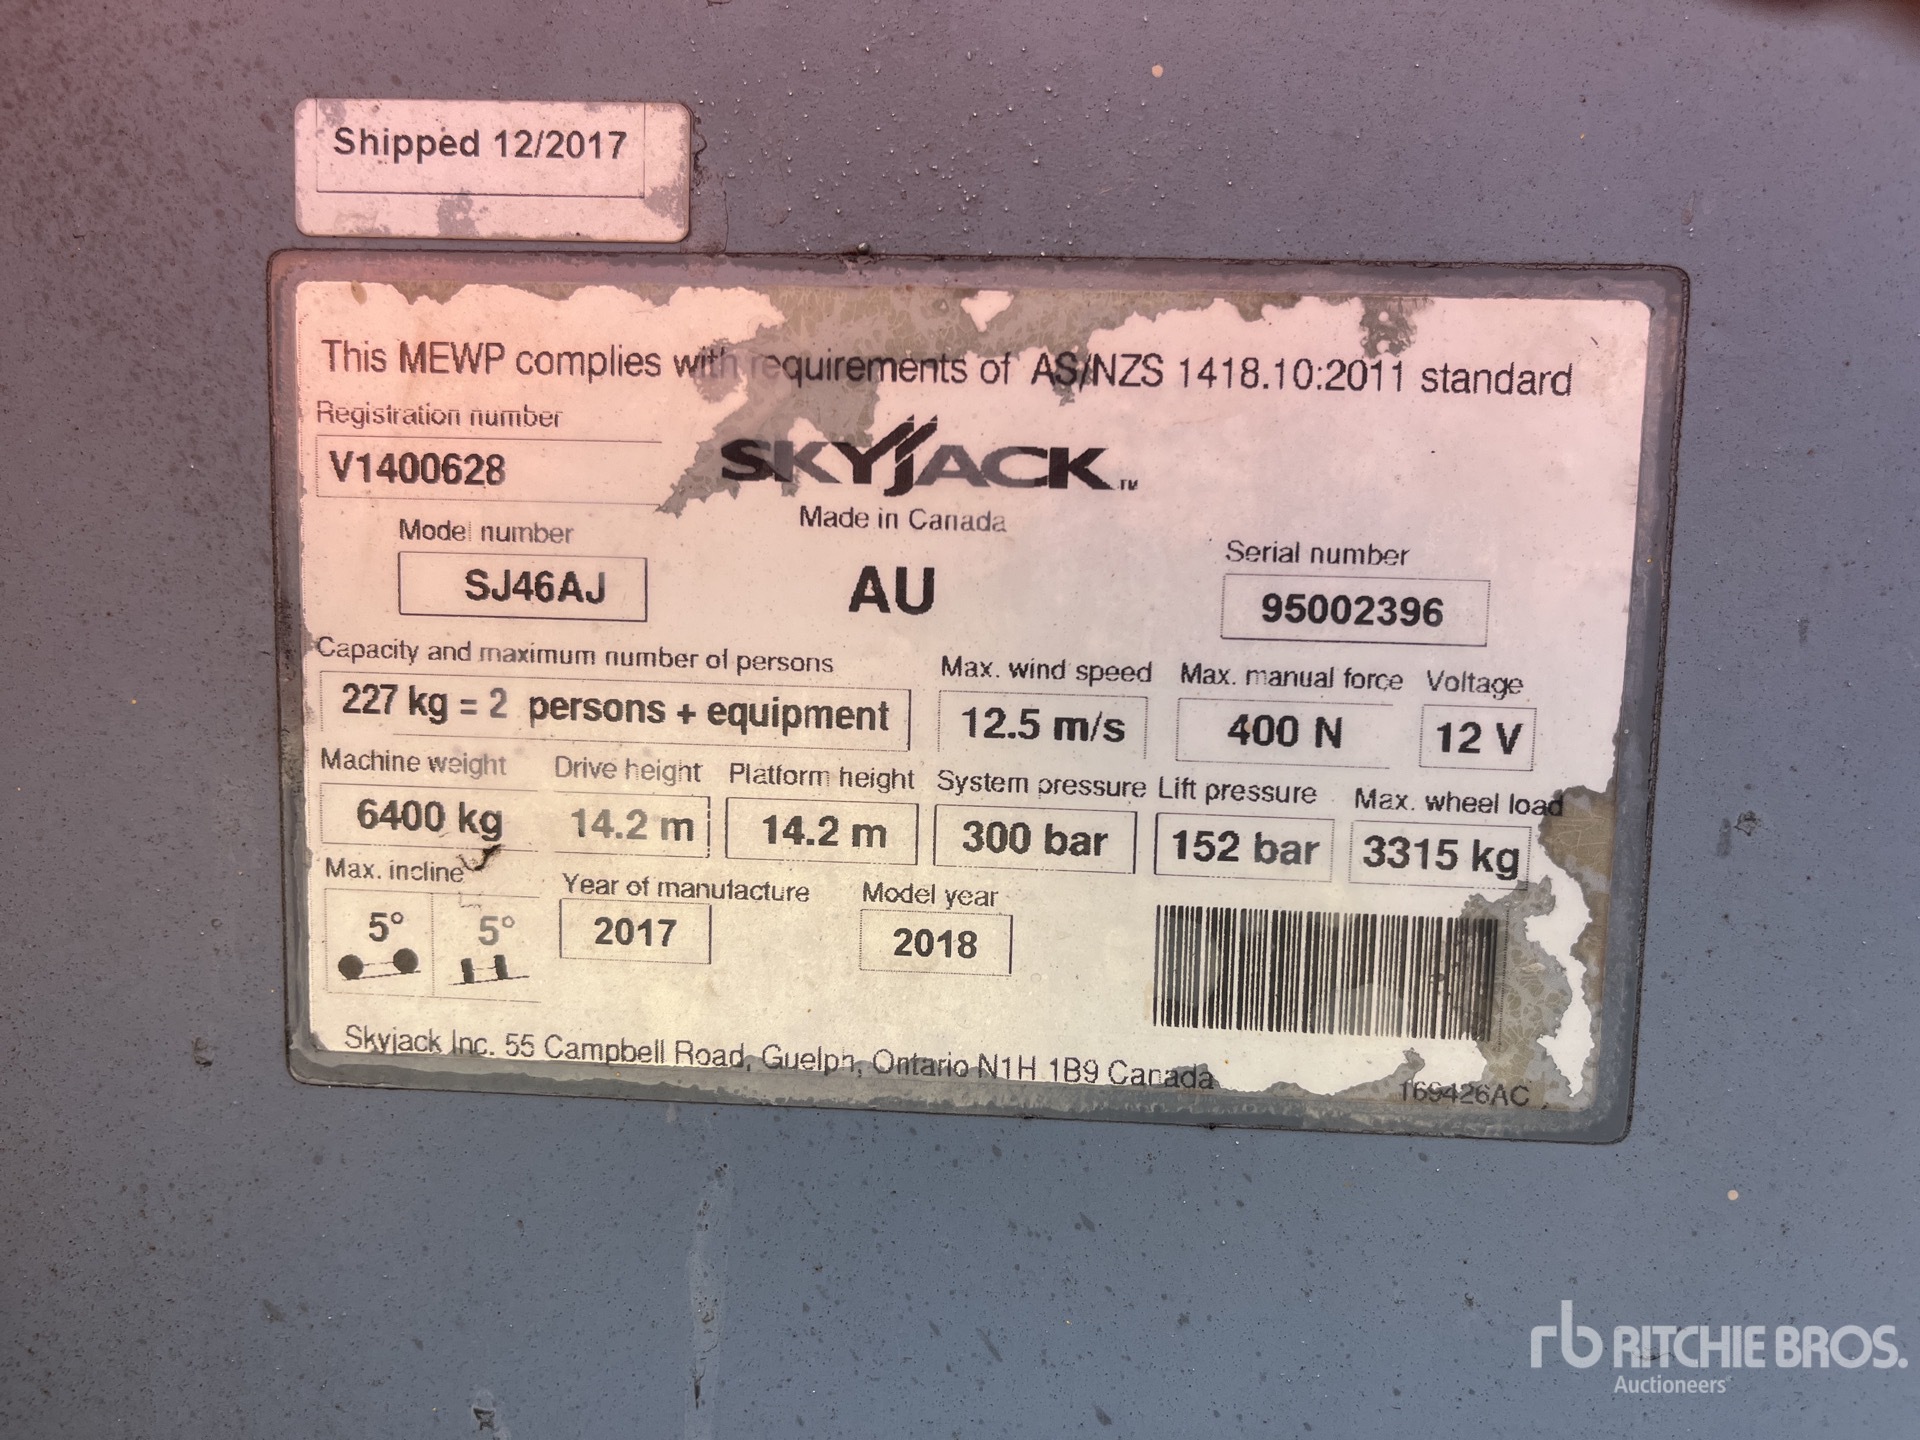 Shipped 12/2017
This MEWP complies with requirements of AS/NZS 1418.10:2011 standard
Registration number
V1400628
SKYJACK™
Made in Canada
Model number
SJ46AJ
AU
Serial number
95002396
Capacity and maximum number of persons
227 kg = 2 persons + equipment
Max. wind speed
12.5 m/s
Max. manual force
400 N
Voltage
12 V
Machine weight
6400 kg
Drive height
14.2 m
Platform height
14.2 m
System pressure
300 bar
Lift pressure
152 bar
Max. wheel load
3315 kg
Max. incline
5° 5°
Year of manufacture
2017
Model year
2018
Skyjack Inc. 55 Campbell Road, Guelph, Ontario N1H 1B9 Canada
169426AC
rb RITCHIE BROS.
Auctioneers